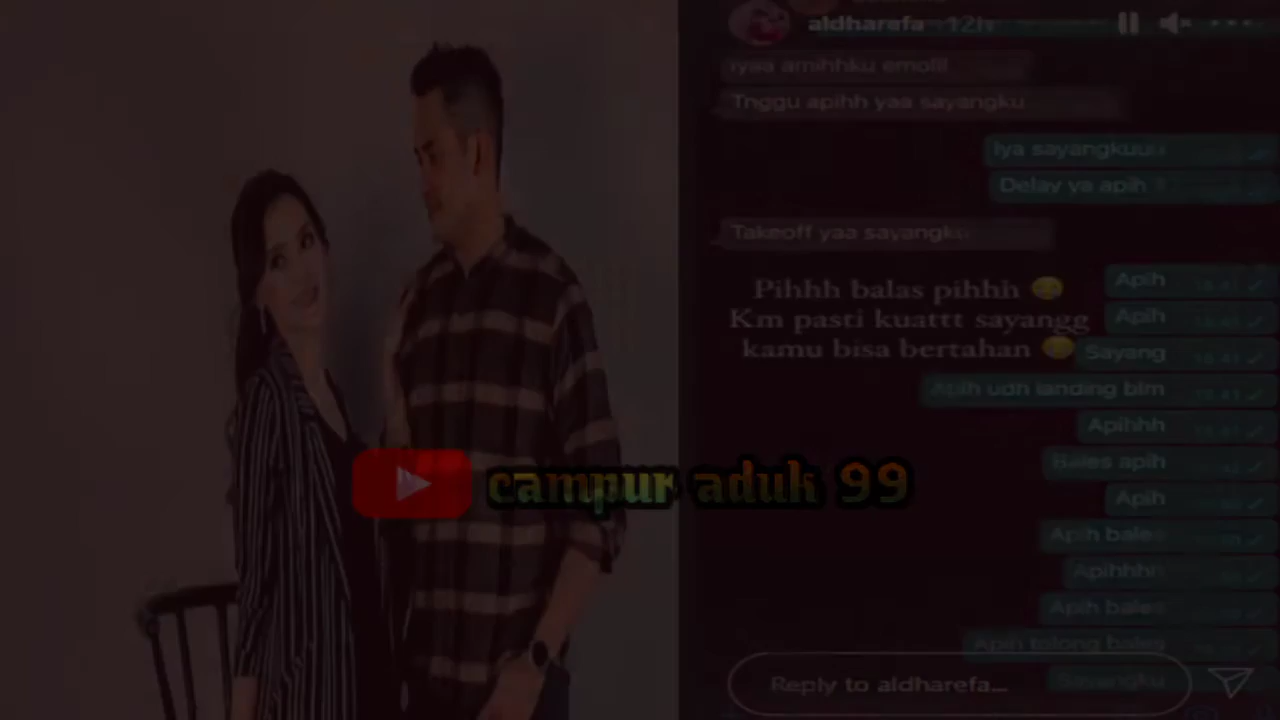 aldharefa 12h
iyaa amihhku emolll
Tnggu apihh yaa sayangku
Iya sayangkuuu
Delay ya apih
Takeoff yaa sayangku
Apih
Pihhh balas pihhh
Apih
Km pasti kuattt sayangg
Sayang
kamu bisa bertahan
Apih udh landing blm
Apihhh
Bales apih
campur aduk 99
Apih
Apih bales
Apihhhh
Apih bales
Apih tolong bales
Sayangku
Reply to aldharefa...